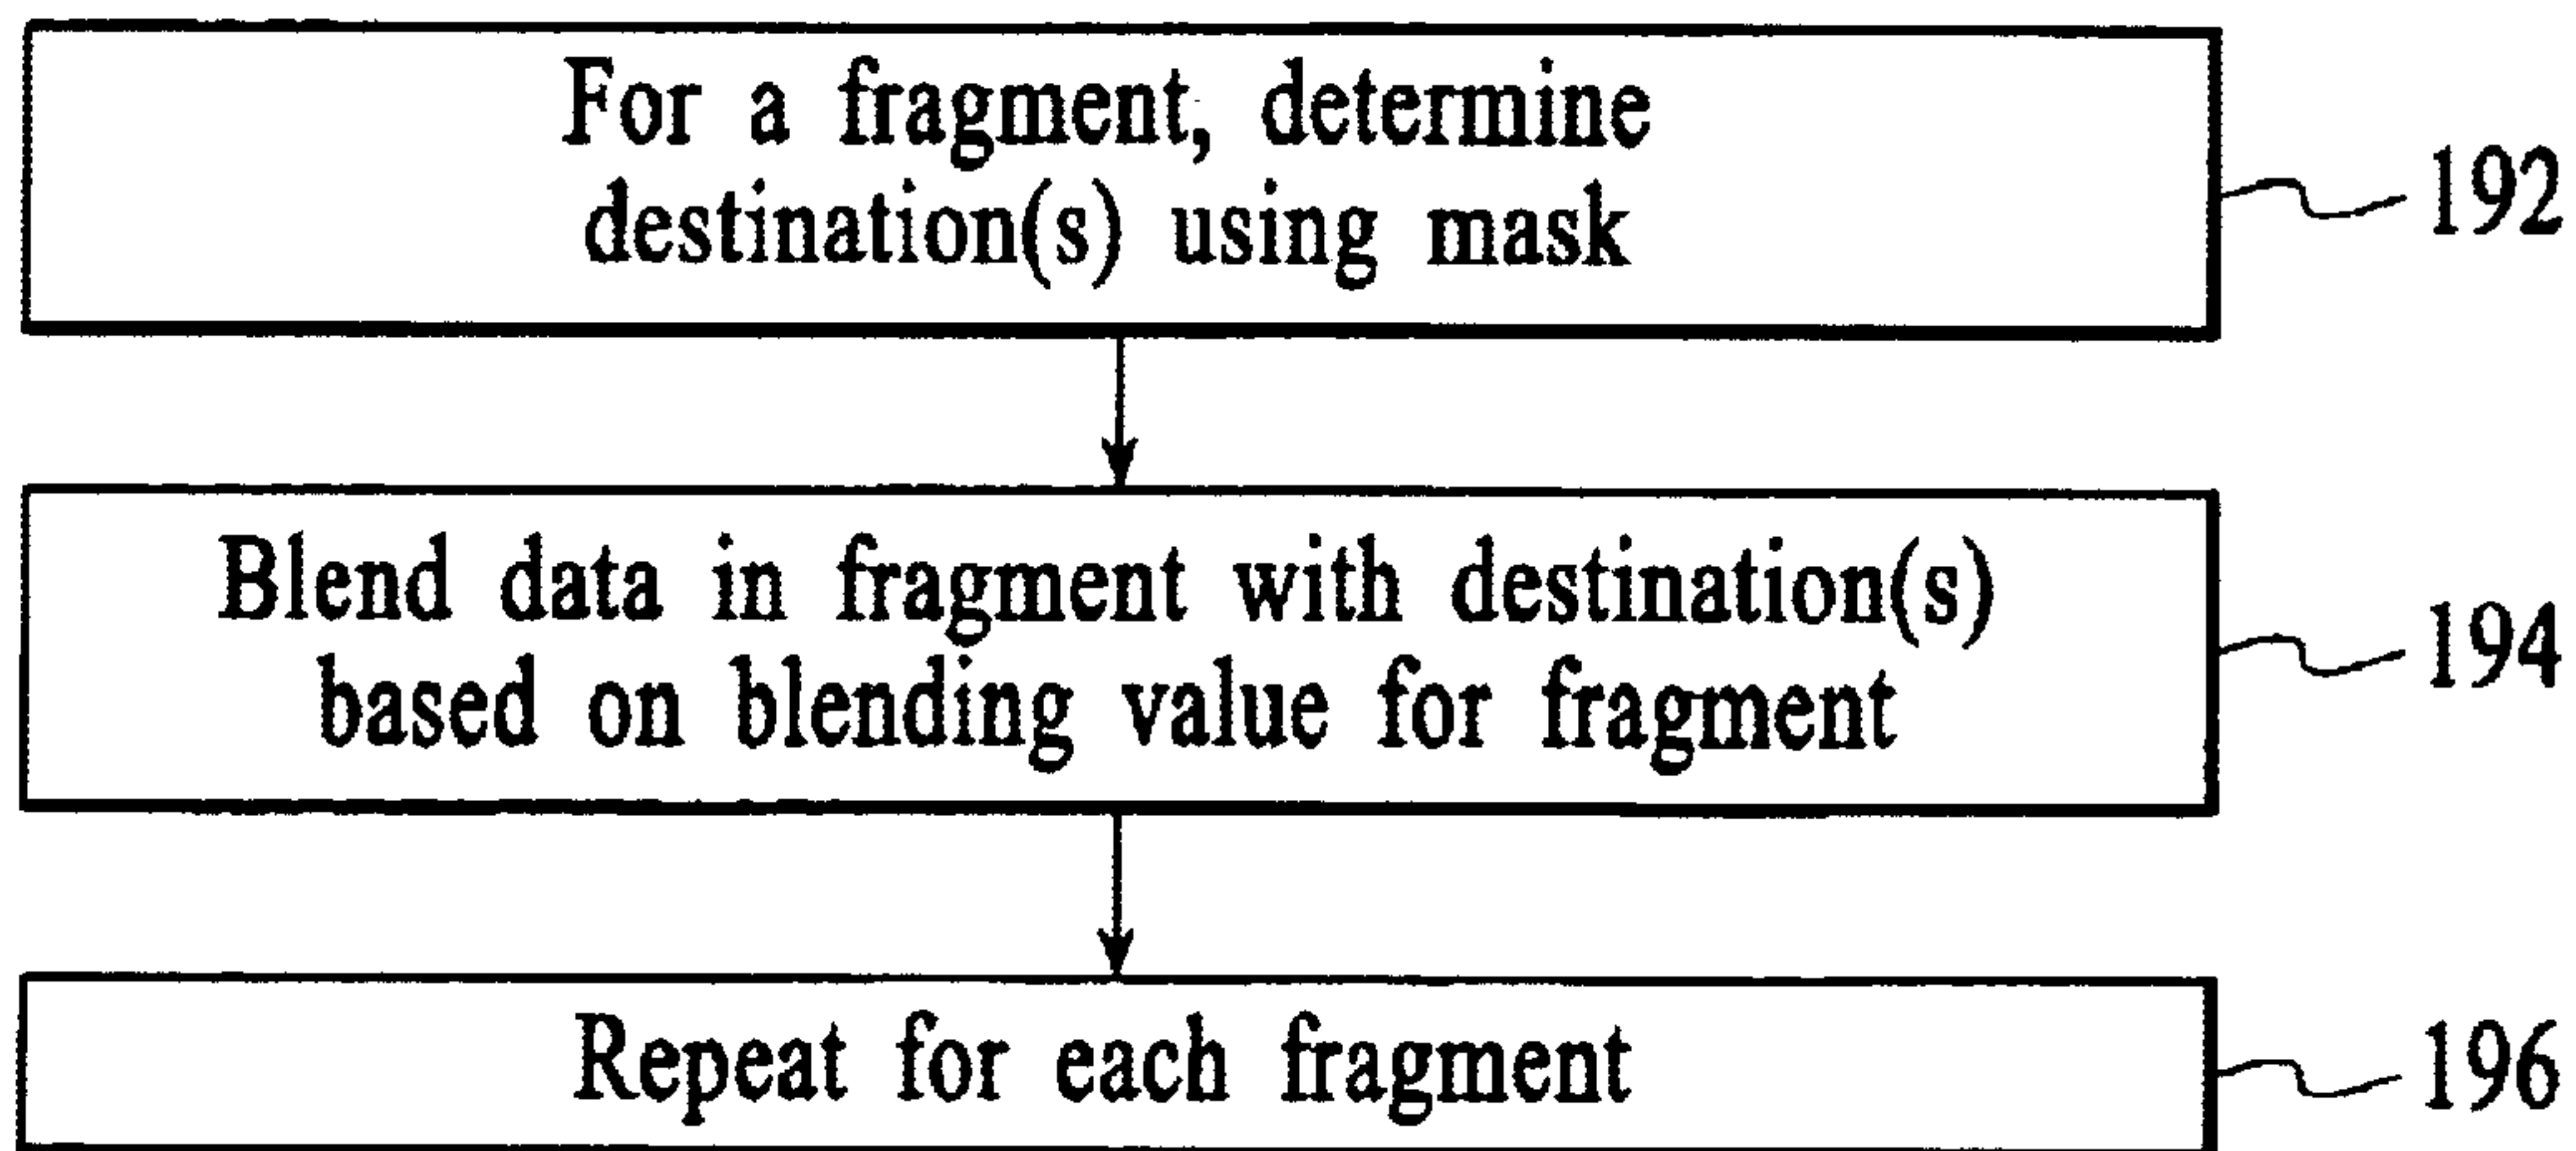 For a fragment, determine
destination(s) using mask
192
Blend data in fragment with destination(s)
based on blending value for fragment
194
Repeat for each fragment
196